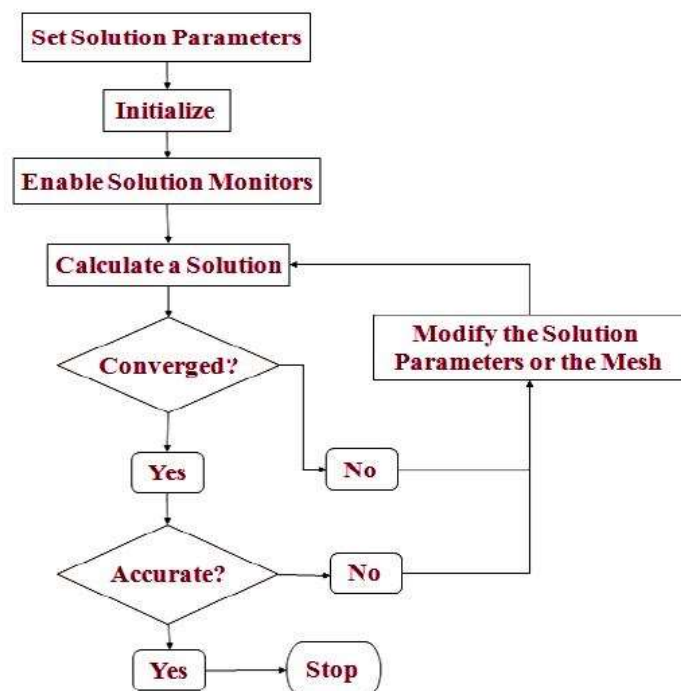 Set Solution Parameters
Initialize
Enable Solution Monitors
Calculate a Solution
Modify the Solution
Parameters or the Mesh
Converged?
Yes
No
Accurate?
No
Yes
Stop